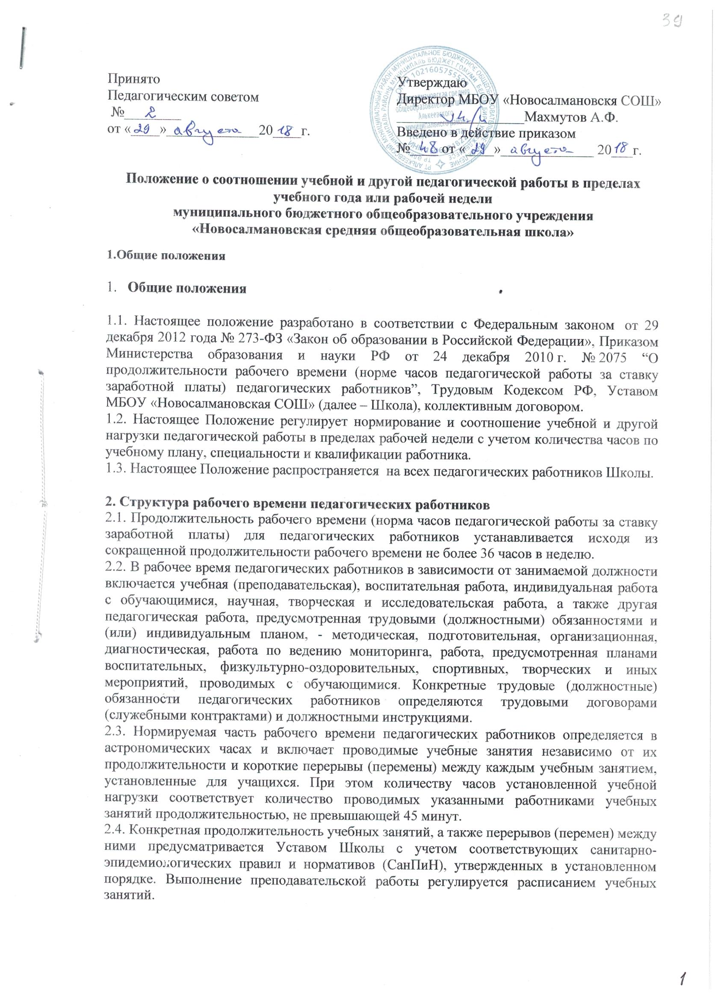 39
Принято
Педагогическим советом
№ 2
от « 29 » августа 20 18 г.
Утверждаю
Директор МБОУ «Новосалмановскя СОШ»
Махмутов А.Ф.
Введено в действие приказом
№ 48 от « 29 » августа 20 18 г.
Положение о соотношении учебной и другой педагогической работы в пределах
учебного года или рабочей недели
муниципального бюджетного общеобразовательного учреждения
«Новосалмановская средняя общеобразовательная школа»
1.Общие положения
1. Общие положения
1.1. Настоящее положение разработано в соответствии с Федеральным законом от 29
декабря 2012 года № 273-ФЗ «Закон об образовании в Российской Федерации», Приказом
Министерства образования и науки РФ от 24 декабря 2010 г. № 2075 “О
продолжительности рабочего времени (норме часов педагогической работы за ставку
заработной платы) педагогических работников”, Трудовым Кодексом РФ, Уставом
МБОУ «Новосалмановская СОШ» (далее – Школа), коллективным договором.
1.2. Настоящее Положение регулирует нормирование и соотношение учебной и другой
нагрузки педагогической работы в пределах рабочей недели с учетом количества часов по
учебному плану, специальности и квалификации работника.
1.3. Настоящее Положение распространяется на всех педагогических работников Школы.
2. Структура рабочего времени педагогических работников
2.1. Продолжительность рабочего времени (норма часов педагогической работы за ставку
заработной платы) для педагогических работников устанавливается исходя из
сокращенной продолжительности рабочего времени не более 36 часов в неделю.
2.2. В рабочее время педагогических работников в зависимости от занимаемой должности
включается учебная (преподавательская), воспитательная работа, индивидуальная работа
с обучающимися, научная, творческая и исследовательская работа, а также другая
педагогическая работа, предусмотренная трудовыми (должностными) обязанностями и
(или) индивидуальным планом, - методическая, подготовительная, организационная,
диагностическая, работа по ведению мониторинга, работа, предусмотренная планами
воспитательных, физкультурно-оздоровительных, спортивных, творческих и иных
мероприятий, проводимых с обучающимися. Конкретные трудовые (должностные)
обязанности педагогических работников определяются трудовыми договорами
(служебными контрактами) и должностными инструкциями.
2.3. Нормируемая часть рабочего времени педагогических работников определяется в
астрономических часах и включает проводимые учебные занятия независимо от их
продолжительности и короткие перерывы (перемены) между каждым учебным занятием,
установленные для учащихся. При этом количеству часов установленной учебной
нагрузки соответствует количество проводимых указанными работниками учебных
занятий продолжительностью, не превышающей 45 минут.
2.4. Конкретная продолжительность учебных занятий, а также перерывов (перемен) между
ними предусматривается Уставом Школы с учетом соответствующих санитарно-
эпидемиологических правил и нормативов (СанПиН), утвержденных в установленном
порядке. Выполнение преподавательской работы регулируется расписанием учебных
занятий.
1